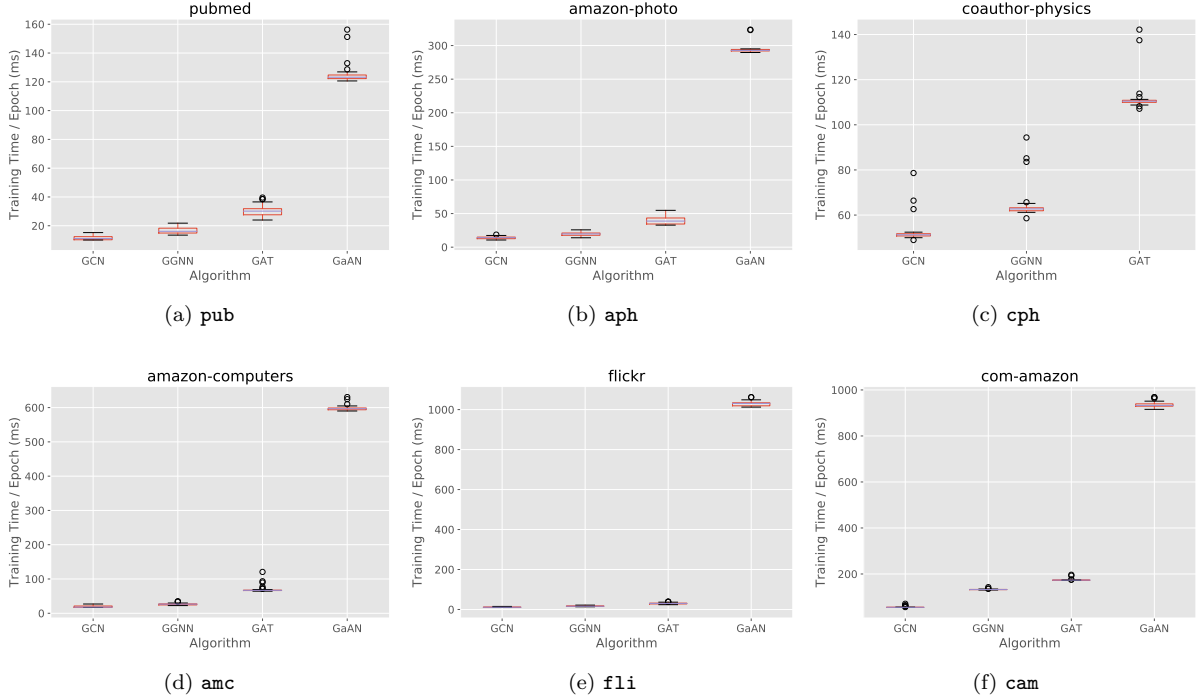 pubmed
Training Time / Epoch (ms)
160
140
120
100
80
60
40
20
GCN GGNN GAT GaAN
Algorithm
(a) pub
amazon-photo
Training Time / Epoch (ms)
300
250
200
150
100
50
0
GCN GGNN GAT GaAN
Algorithm
(b) aph
coauthor-physics
Training Time / Epoch (ms)
140
120
100
80
60
GCN GGNN GAT
Algorithm
(c) cph
amazon-computers
Training Time / Epoch (ms)
600
500
400
300
200
100
0
GCN GGNN GAT GaAN
Algorithm
(d) amc
flickr
Training Time / Epoch (ms)
1000
800
600
400
200
0
GCN GGNN GAT GaAN
Algorithm
(e) fli
com-amazon
Training Time / Epoch (ms)
1000
800
600
400
200
GCN GGNN GAT GaAN
Algorithm
(f) cam